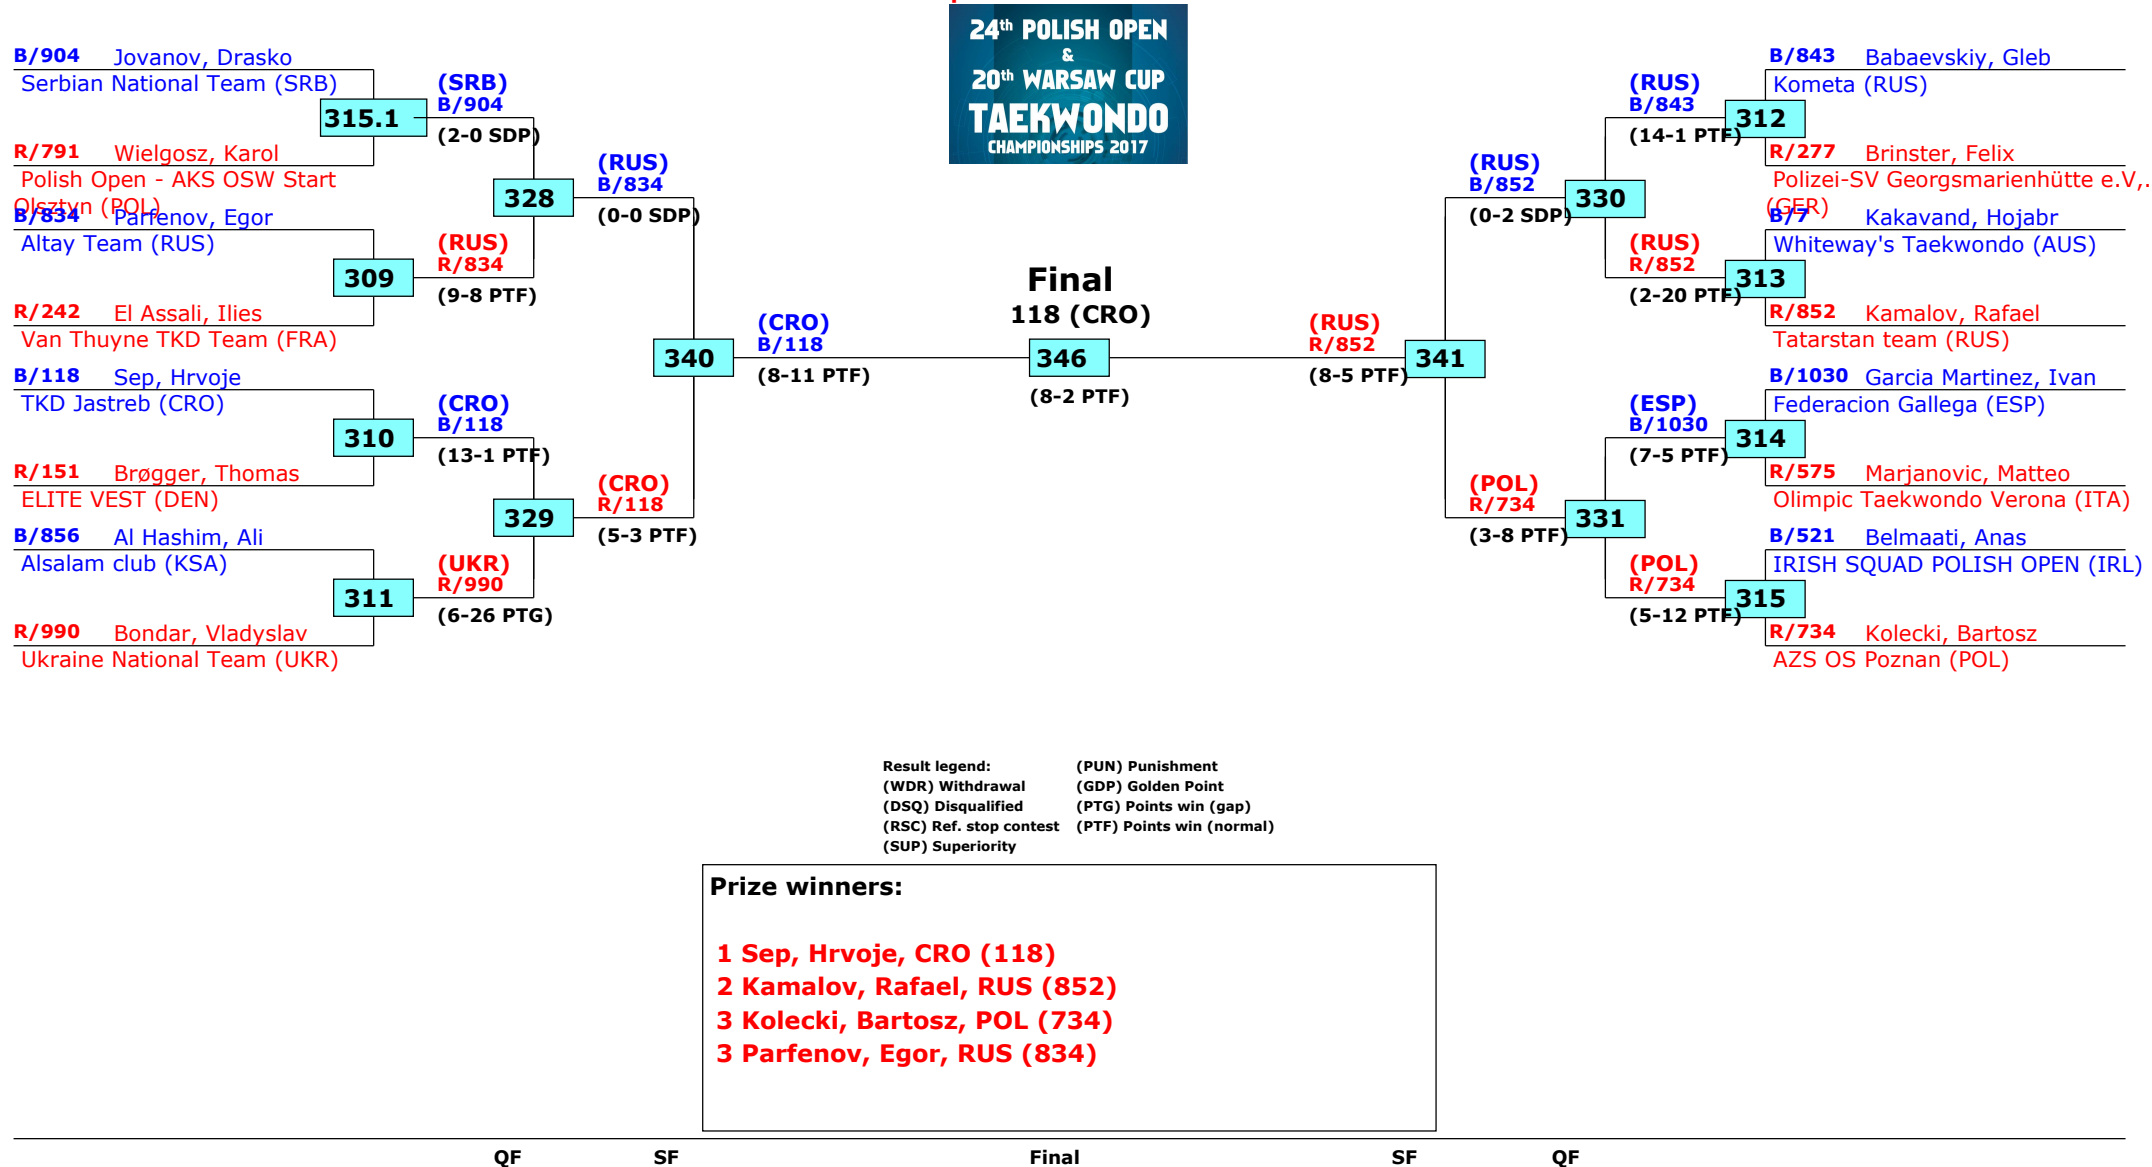 24th POLISH OPEN
&
20th WARSAW CUP
TAEKWONDO
CHAMPIONSHIPS 2017
B/904 Jovanov, Drasko
Serbian National Team (SRB)
315.1
(SRB)
B/904
(2-0 SDP)
R/791 Wielgosz, Karol
Polish Open - AKS OSW Start
Olsztyn (POL)
328
(RUS)
B/834
(0-0 SDP)
B/834 Parfenov, Egor
Altay Team (RUS)
309
(RUS)
R/834
(9-8 PTF)
R/242 El Assali, Ilies
Van Thuyne TKD Team (FRA)
340
(CRO)
B/118
(8-11 PTF)
B/118 Sep, Hrvoje
TKD Jastreb (CRO)
310
(CRO)
B/118
(13-1 PTF)
R/151 Brøgger, Thomas
ELITE VEST (DEN)
329
(CRO)
R/118
(5-3 PTF)
B/856 Al Hashim, Ali
Alsalam club (KSA)
311
(UKR)
R/990
(6-26 PTG)
R/990 Bondar, Vladyslav
Ukraine National Team (UKR)
Final
118 (CRO)
346
(8-2 PTF)
B/843 Babaevskiy, Gleb
Kometa (RUS)
(RUS)
B/843
312
(14-1 PTF)
R/277 Brinster, Felix
Polizei-SV Georgsmarienhütte e.V,.
(GER)
(RUS)
B/852
330
(0-2 SDP)
B/7 Kakavand, Hojabr
Whiteway's Taekwondo (AUS)
(RUS)
R/852
313
(2-20 PTF)
R/852 Kamalov, Rafael
Tatarstan team (RUS)
(RUS)
R/852
341
(8-5 PTF)
B/1030 Garcia Martinez, Ivan
Federacion Gallega (ESP)
(ESP)
B/1030
314
(7-5 PTF)
R/575 Marjanovic, Matteo
Olimpic Taekwondo Verona (ITA)
(POL)
R/734
331
(3-8 PTF)
B/521 Belmaati, Anas
IRISH SQUAD POLISH OPEN (IRL)
(POL)
R/734
315
(5-12 PTF)
R/734 Kolecki, Bartosz
AZS OS Poznan (POL)
Result legend: (PUN) Punishment
(WDR) Withdrawal (GDP) Golden Point
(DSQ) Disqualified (PTG) Points win (gap)
(RSC) Ref. stop contest (PTF) Points win (normal)
(SUP) Superiority
Prize winners:
1 Sep, Hrvoje, CRO (118)
2 Kamalov, Rafael, RUS (852)
3 Kolecki, Bartosz, POL (734)
3 Parfenov, Egor, RUS (834)
QF SF Final SF QF